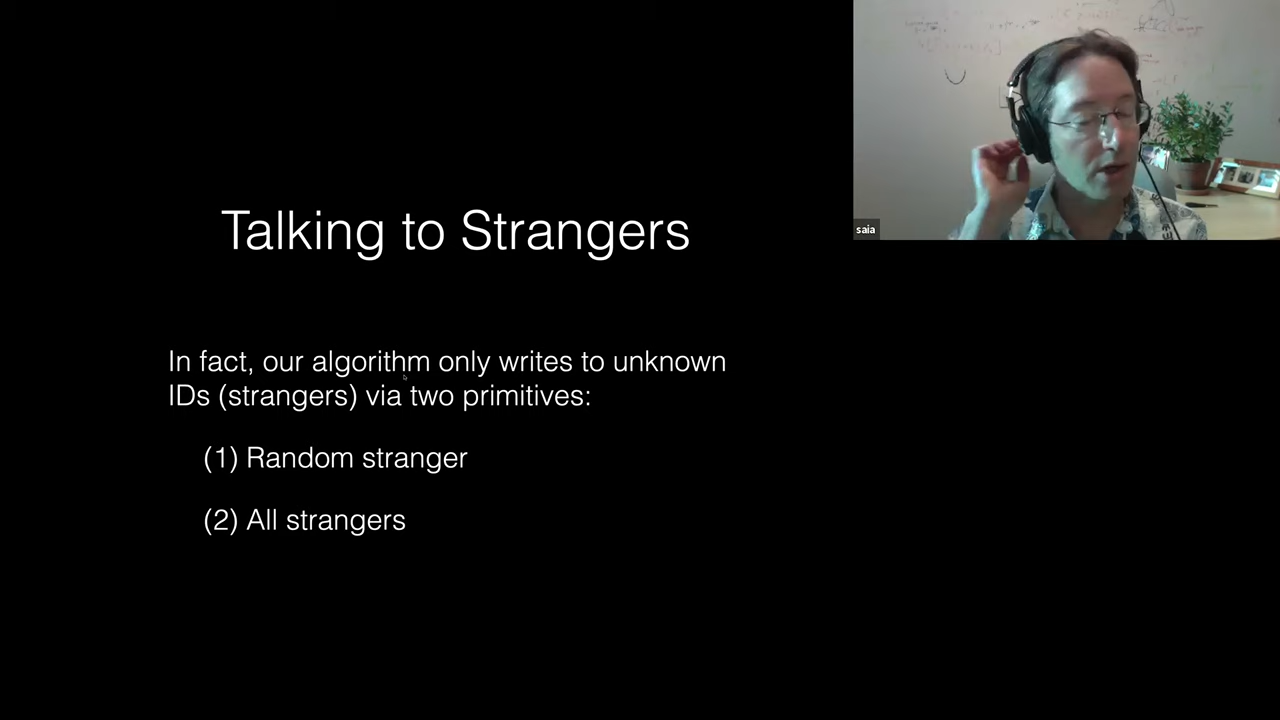 Talking to Strangers
In fact, our algorithm only writes to unknown
IDs (strangers) via two primitives:
(1) Random stranger
(2) All strangers
saia